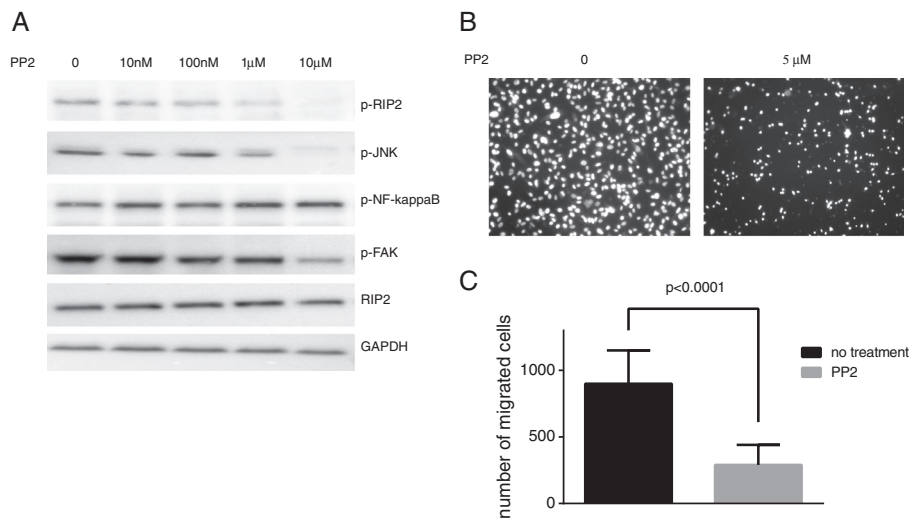 A
PP2 0 10nM 100nM 1μM 10μM
p-RIP2
p-JNK
p-NF-kappaB
p-FAK
RIP2
GAPDH
B
PP2 0 5 μM
C
p<0.0001
number of migrated cells
1000
500
0
no treatment
PP2